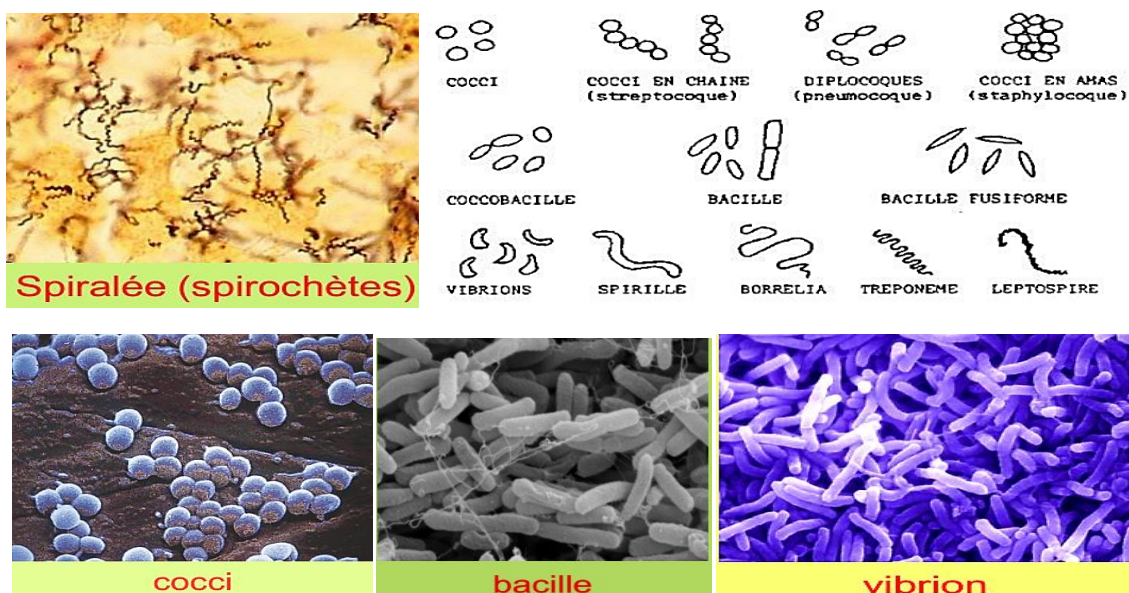 COCCI
COCCI EN CHAINE
(streptocoque)
DIPLOCOQUES
(pneumocoque)
COCCI EN AMAS
(staphylocoque)
COCCOBACILLE
BACILLE
BACILLE FUSIFORME
VIBRIONS
SPIRILLE
BORRELIA
TREPONEME
LEPTOSPIRE
Spiralée (spirochètes)
cocci
bacille
vibrion